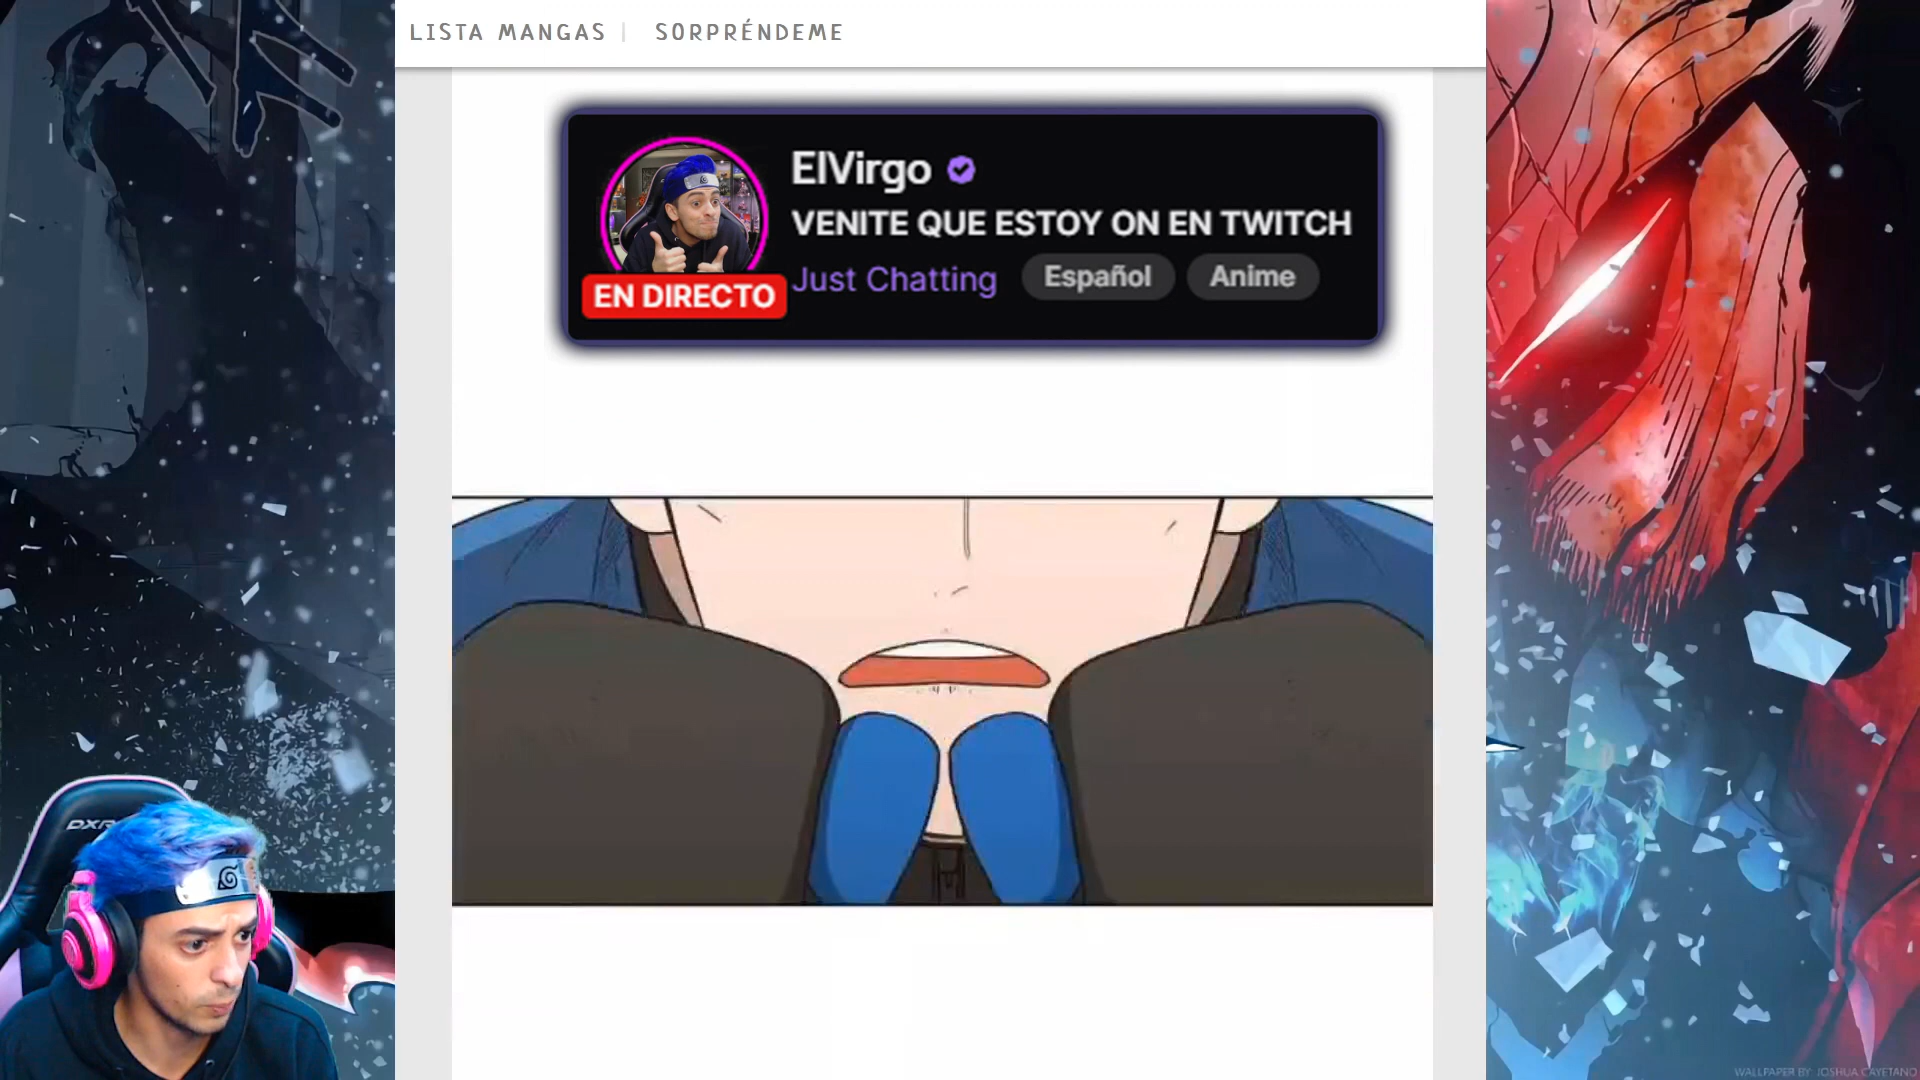 LISTA MANGAS | SORPRÉNDEME
ElVirgo
VENITE QUE ESTOY ON EN TWITCH
EN DIRECTO
Just Chatting
Español
Anime
WALLPAPER BY: JOSHUA CAYETANO